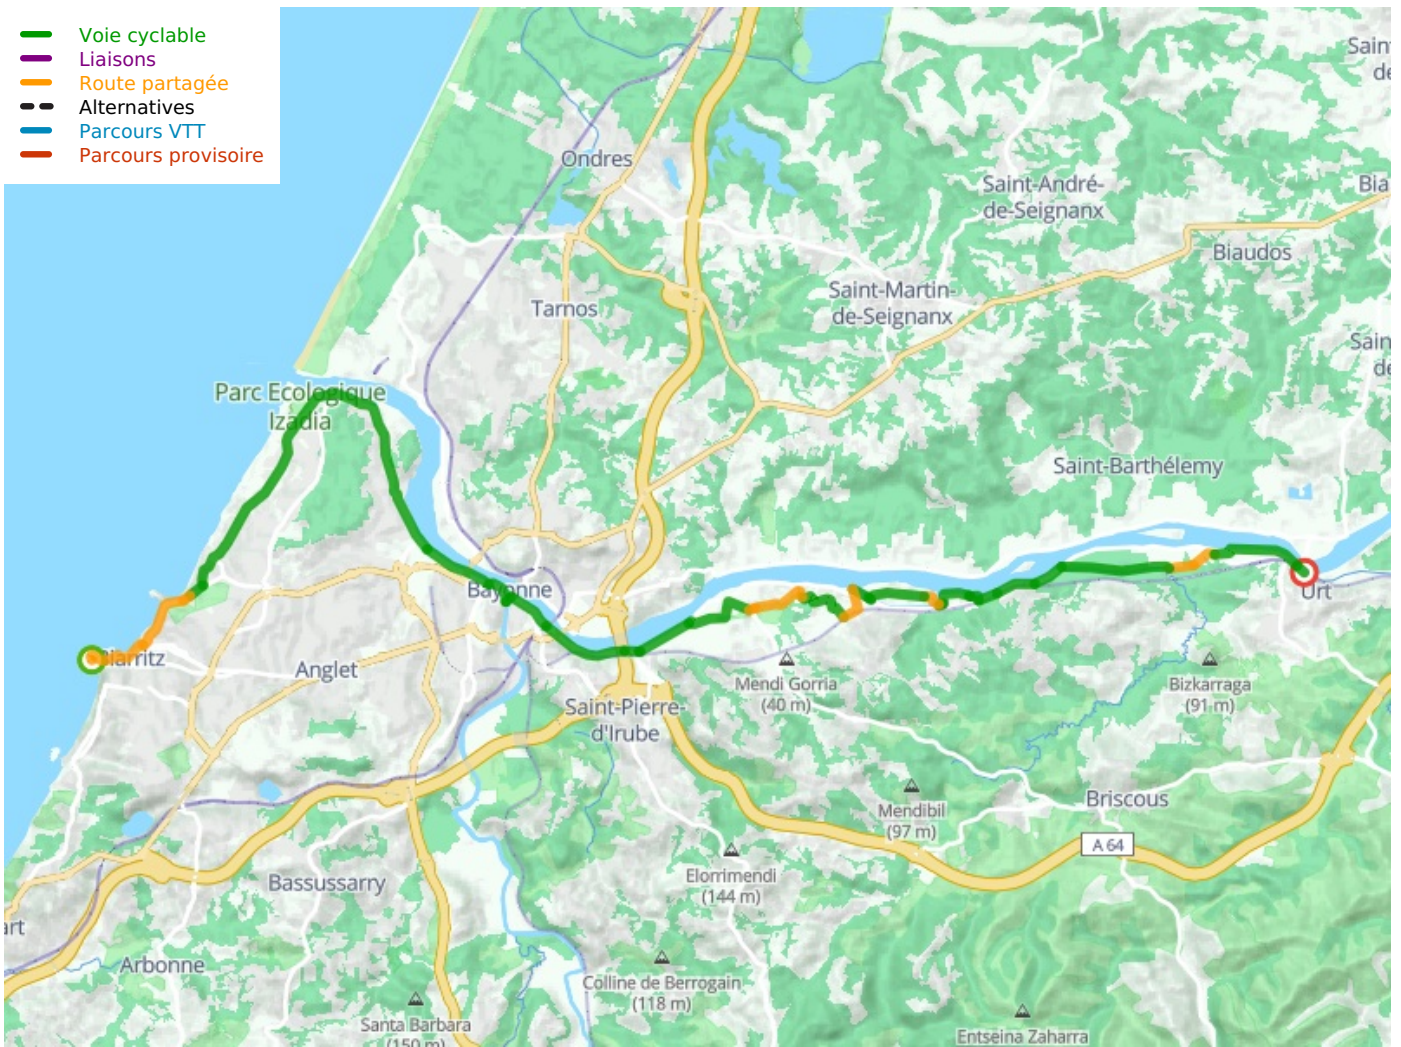 Voie cyclable
Liaisons
Route partagée
Alternatives
Parcours VTT
Parcours provisoire
Ondres
Saint-André-
de-Seignanx
Biaudos
Saint-Martin-
de-Seignanx
Tarnos
Parc Ecologique
Izadia
Saint-Barthélemy
Bayonne
Urt
Biarritz
Anglet
Mendi Gorria
(40 m)
Bizkarraga
(91 m)
Saint-Pierre-
d'Irube
Mendibil
(97 m)
Briscous
A 64
Elorrimendi
(144 m)
Bassussarry
Arbonne
Colline de Berrogain
(118 m)
Santa Barbara
(150 m)
Entseina Zaharra